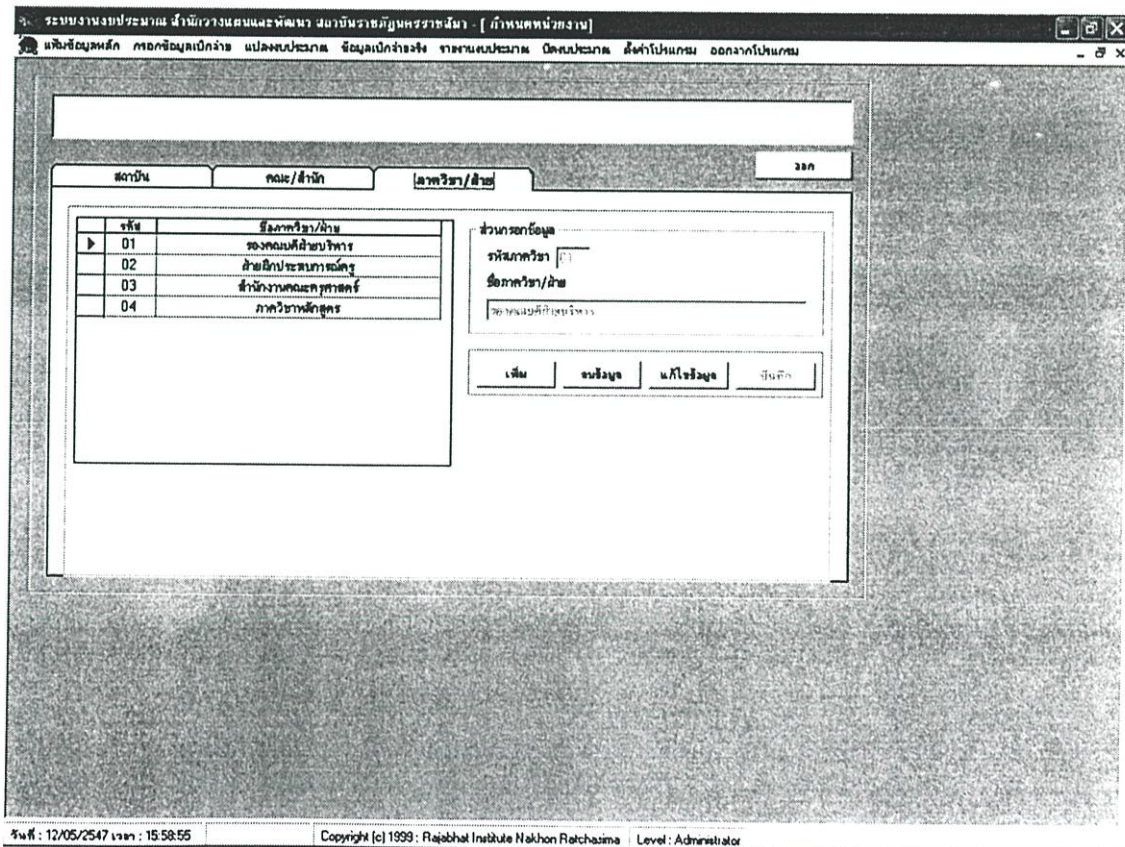 ระบบงานงบประมาณ สำนักวางแผนและพัฒนา สถาบันราชภัฏนครราชสีมา - [ กำหนดหน่วยงาน]
แฟ้มข้อมูลหลัก กรอกข้อมูลเบิกจ่าย แปลงงบประมาณ ข้อมูลเบิกจ่ายจริง รายงานงบประมาณ ปิดงบประมาณ ตั้งค่าโปรแกรม ออกจากโปรแกรม
ออก
สถาบัน คณะ/สำนัก ภาควิชา/ฝ่าย
รหัส ชื่อภาควิชา/ฝ่าย
01 รองคณบดีฝ่ายบริหาร
02 ฝ่ายฝึกประสบการณ์ครู
03 สำนักงานคณะครุศาสตร์
04 ภาควิชาหลักสูตร
ส่วนกรอกข้อมูล
รหัสภาควิชา 01
ชื่อภาควิชา/ฝ่าย
รองคณบดีฝ่ายบริหาร
เพิ่ม ลบข้อมูล แก้ไขข้อมูล บันทึก
วันที่ : 12/05/2547 เวลา : 15:58:55 Copyright (c) 1999 : Rajabhat Institute Nakhon Ratchasima Level : Administrator